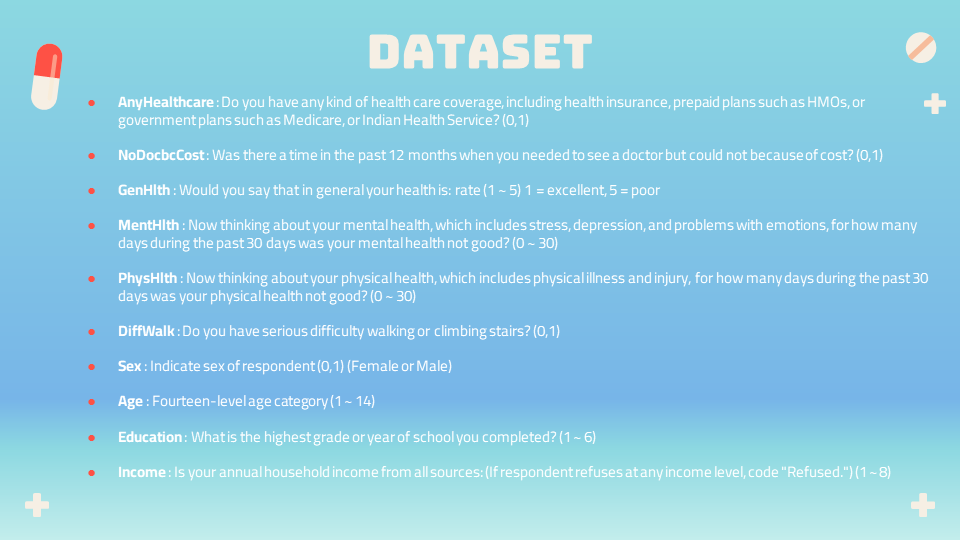 DATASET
• AnyHealthcare : Do you have any kind of health care coverage, including health insurance, prepaid plans such as HMOs, or
government plans such as Medicare, or Indian Health Service? (0,1)
• NoDocbcCost : Was there a time in the past 12 months when you needed to see a doctor but could not because of cost? (0,1)
• GenHlth : Would you say that in general your health is: rate (1 ~ 5) 1 = excellent, 5 = poor
• MentHlth : Now thinking about your mental health, which includes stress, depression, and problems with emotions, for how many
days during the past 30 days was your mental health not good? (0 ~ 30)
• PhysHlth : Now thinking about your physical health, which includes physical illness and injury, for how many days during the past 30
days was your physical health not good? (0 ~ 30)
• DiffWalk : Do you have serious difficulty walking or climbing stairs? (0,1)
• Sex : Indicate sex of respondent (0,1) (Female or Male)
• Age : Fourteen-level age category (1 ~ 14)
• Education : What is the highest grade or year of school you completed? (1 ~ 6)
• Income : Is your annual household income from all sources: (If respondent refuses at any income level, code "Refused.") (1 ~ 8)